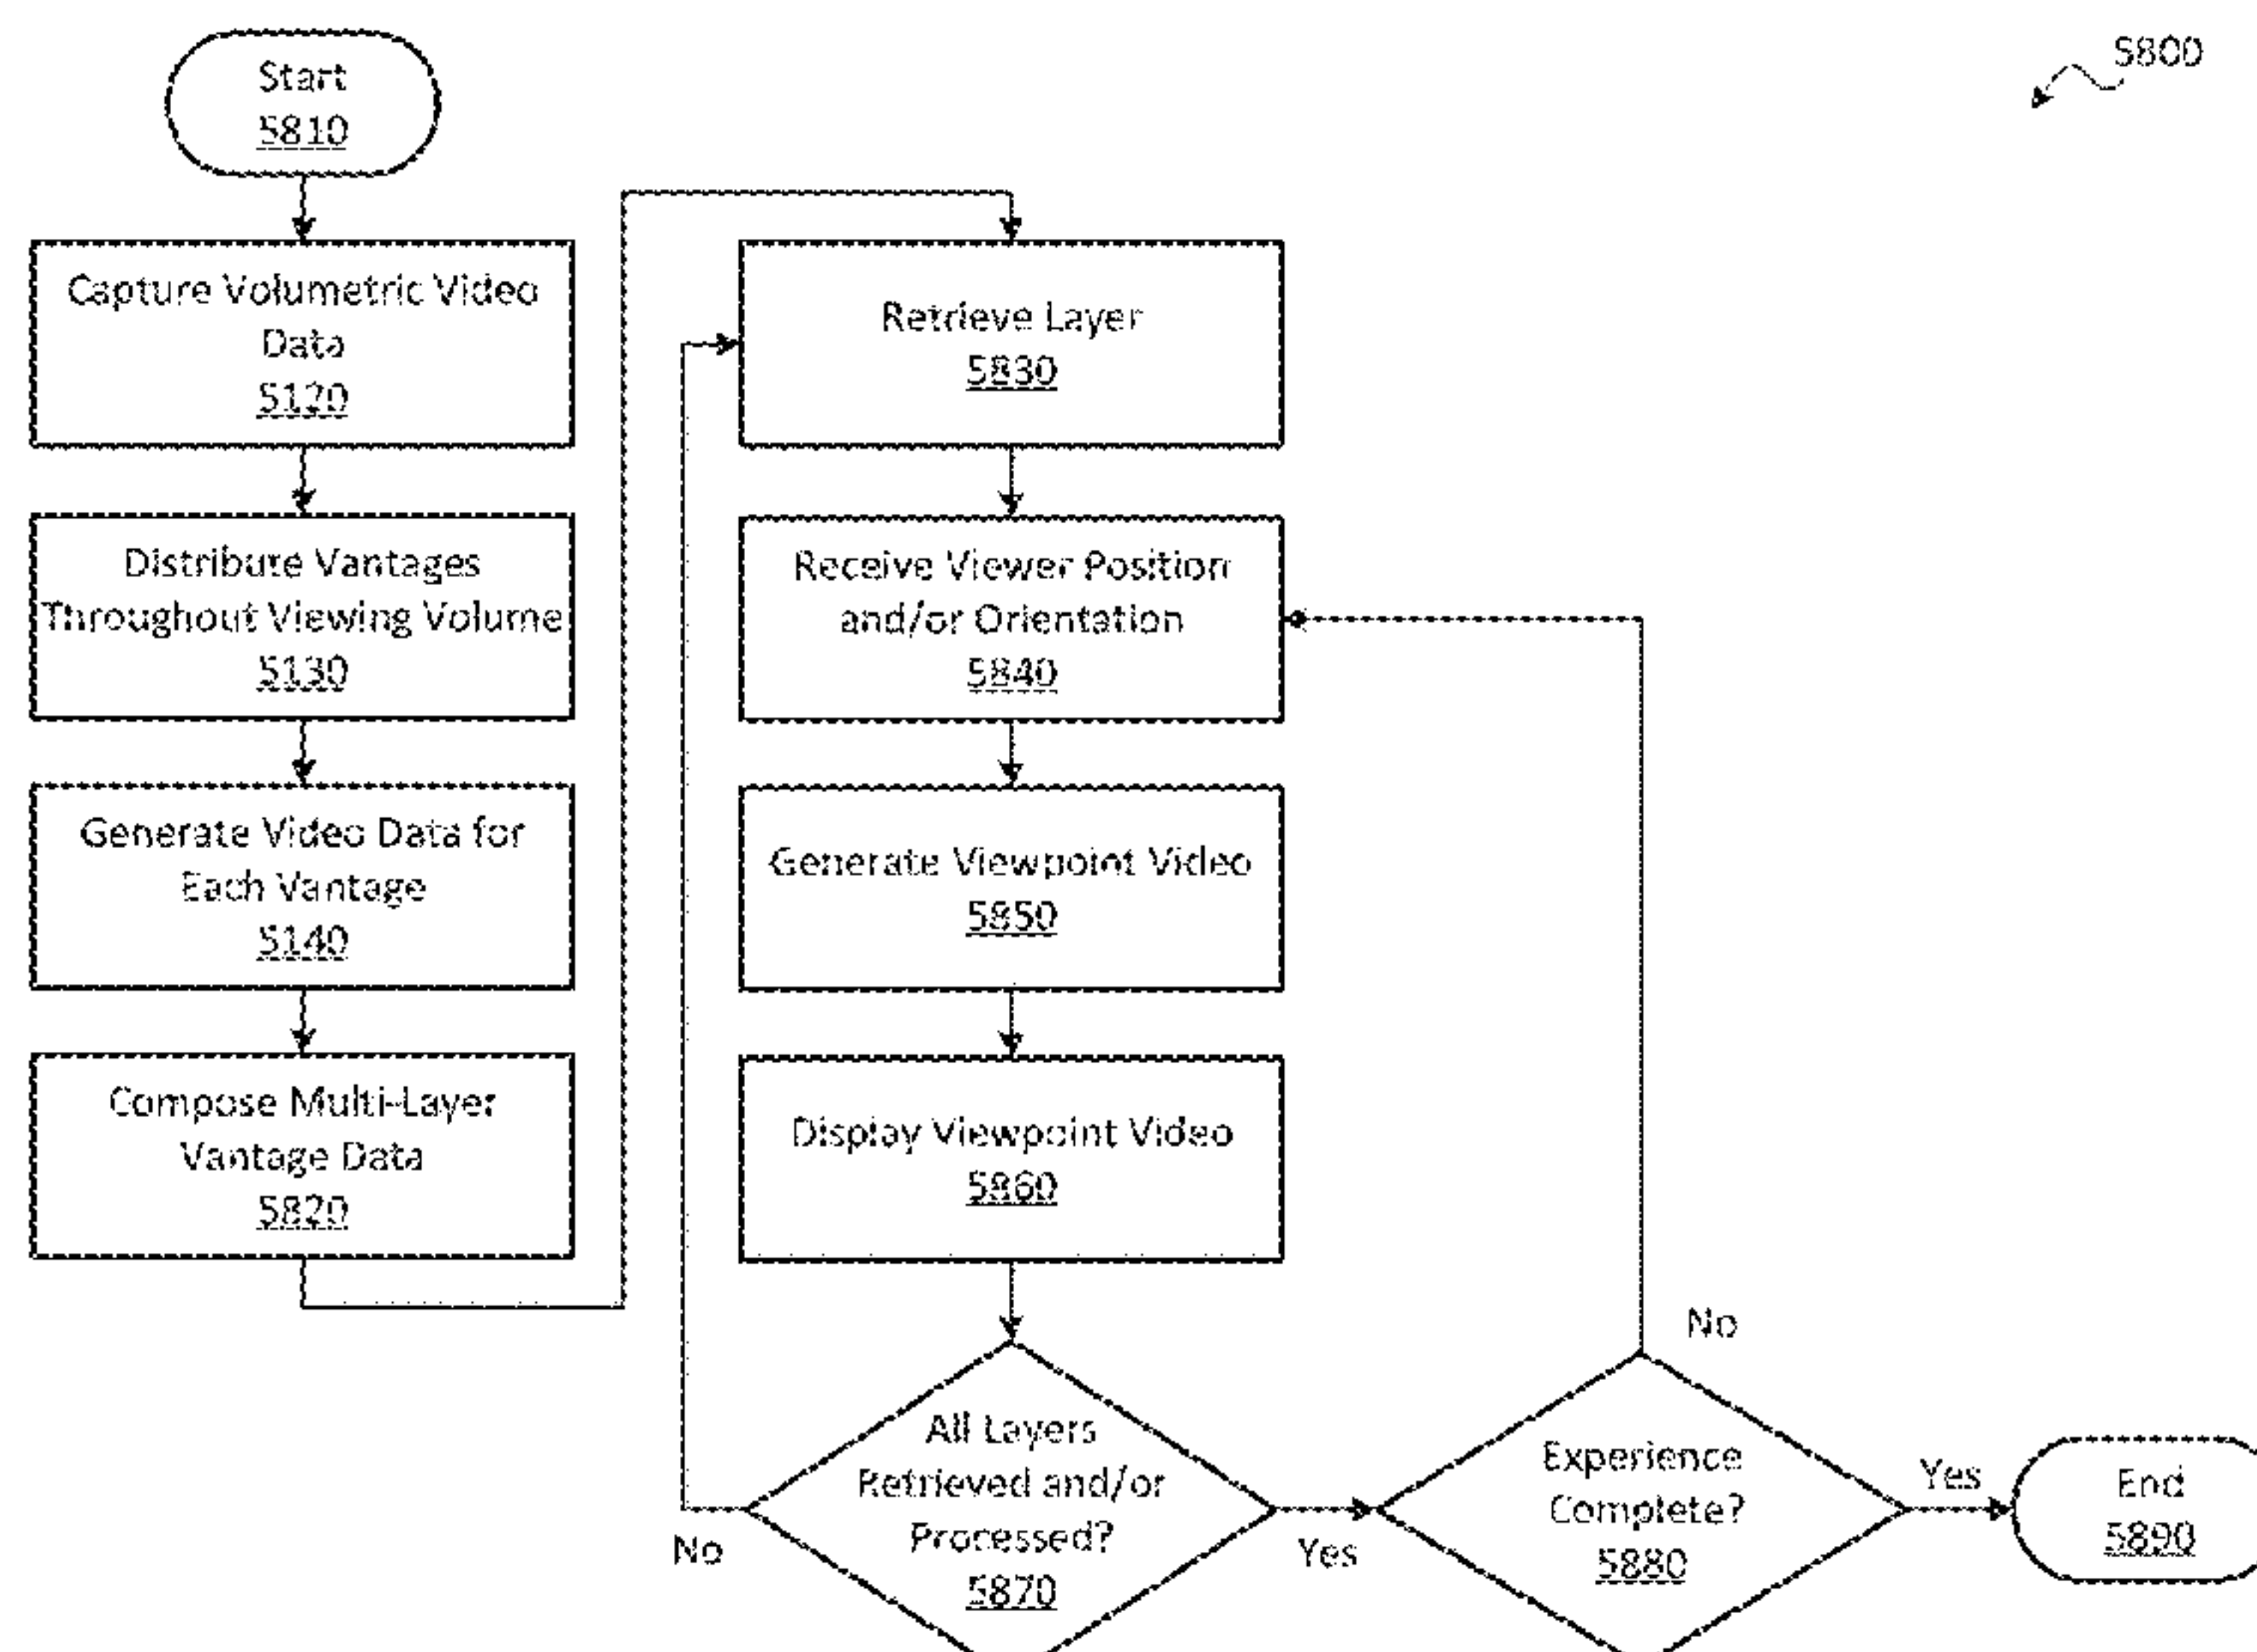 5800
Start
5810
Capture Volumetric Video
Data
5120
Distribute Vantages
Throughout Viewing Volume
5130
Generate Video Data for
Each Vantage
5140
Compose Multi-Layer
Vantage Data
5820
Retrieve Layer
5830
Receive Viewer Position
and/or Orientation
5840
Generate Viewpoint Video
5850
Display Viewpoint Video
5860
All Layers
Retrieved and/or
Processed?
5870
No
Yes
Experience
Complete?
5880
No
Yes
End
5890